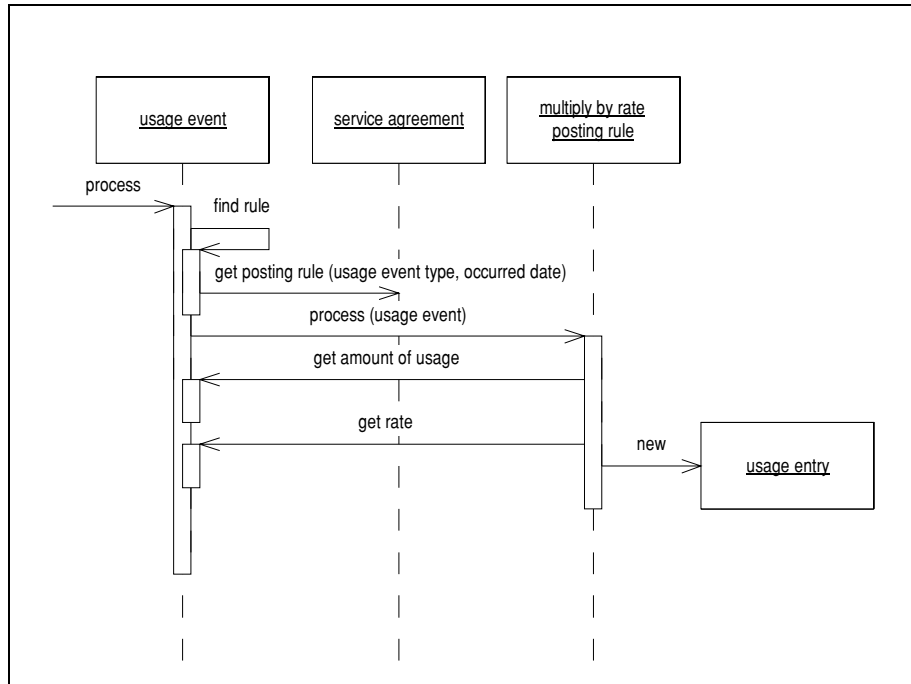 usage event
service agreement
multiply by rate
posting rule
process
find rule
get posting rule (usage event type, occurred date)
process (usage event)
get amount of usage
get rate
new
usage entry